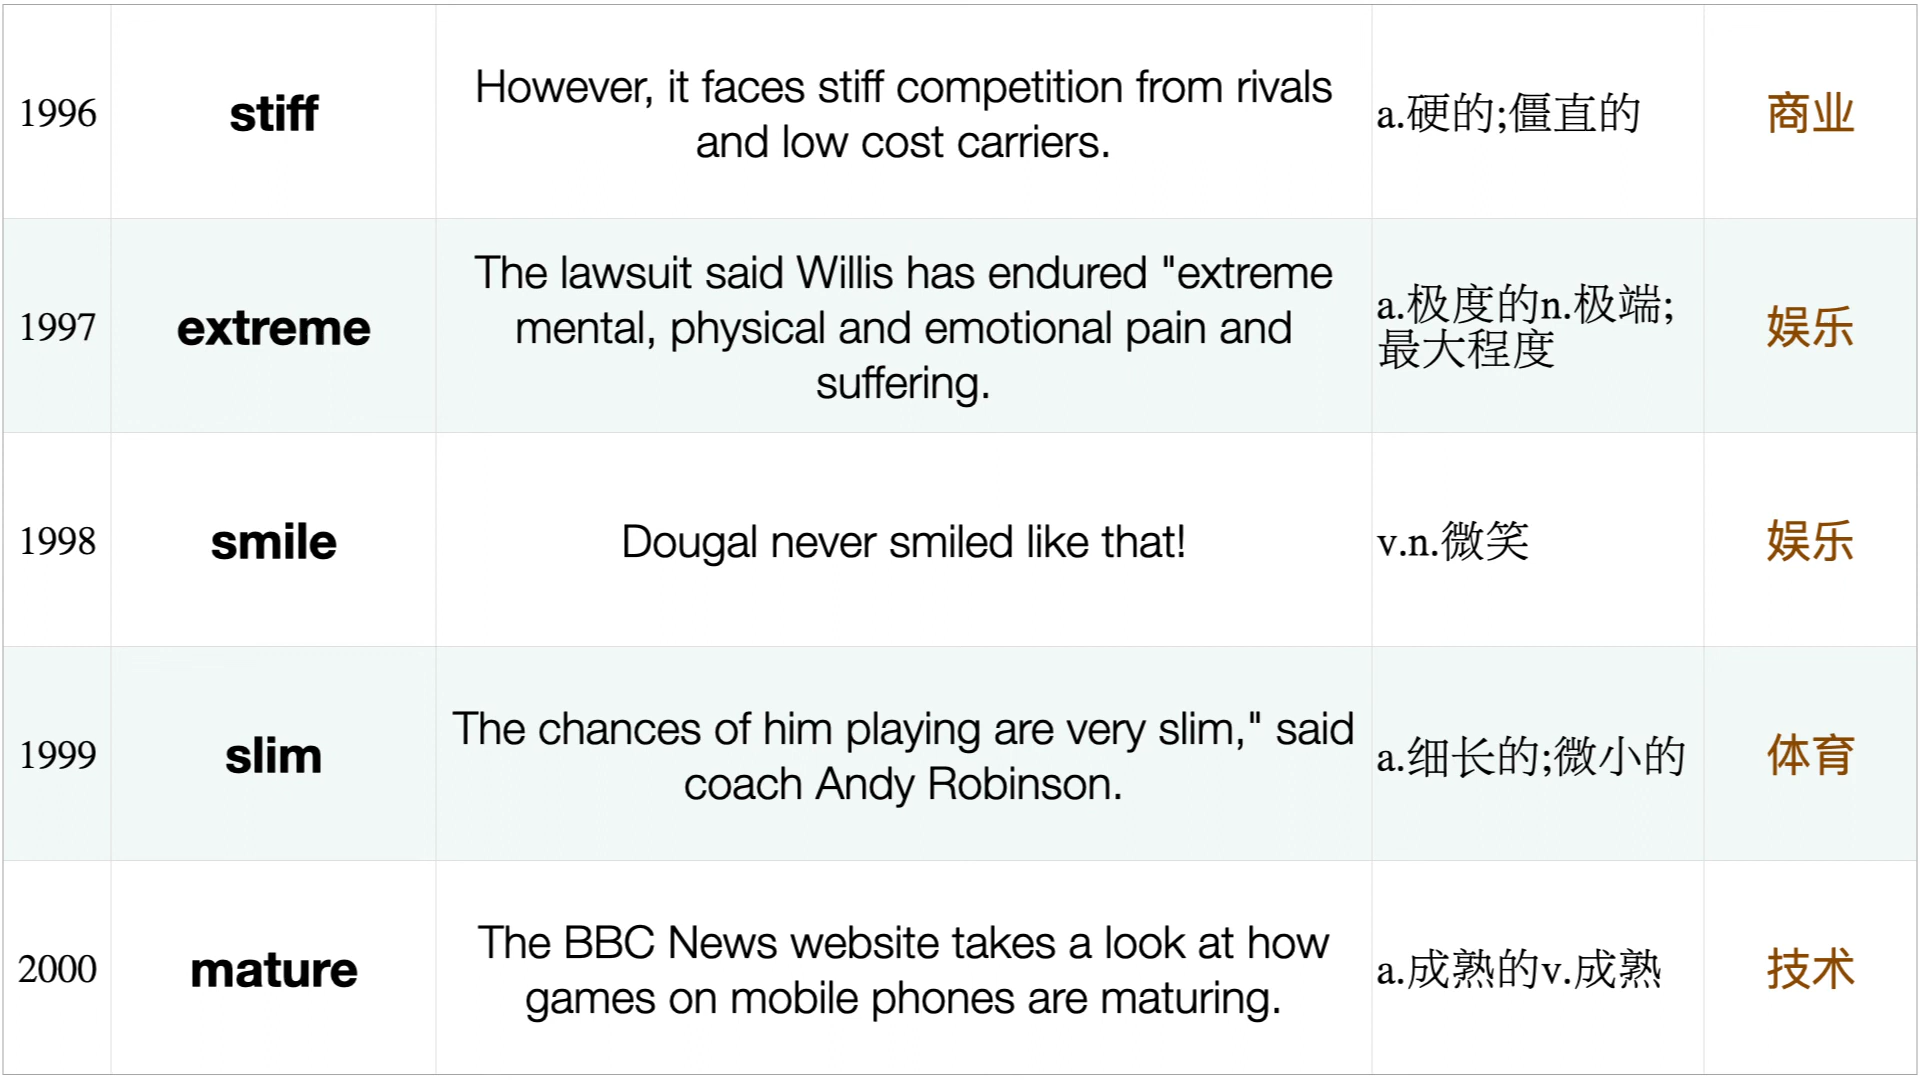 1996
stiff
However, it faces stiff competition from rivals
and low cost carriers.
a.硬的;僵直的
商业
1997
extreme
The lawsuit said Willis has endured "extreme
mental, physical and emotional pain and
suffering.
a.极度的n.极端;
最大程度
娱乐
1998
smile
Dougal never smiled like that!
v.n.微笑
娱乐
1999
slim
The chances of him playing are very slim," said
coach Andy Robinson.
a.细长的;微小的
体育
2000
mature
The BBC News website takes a look at how
games on mobile phones are maturing.
a.成熟的v.成熟
技术